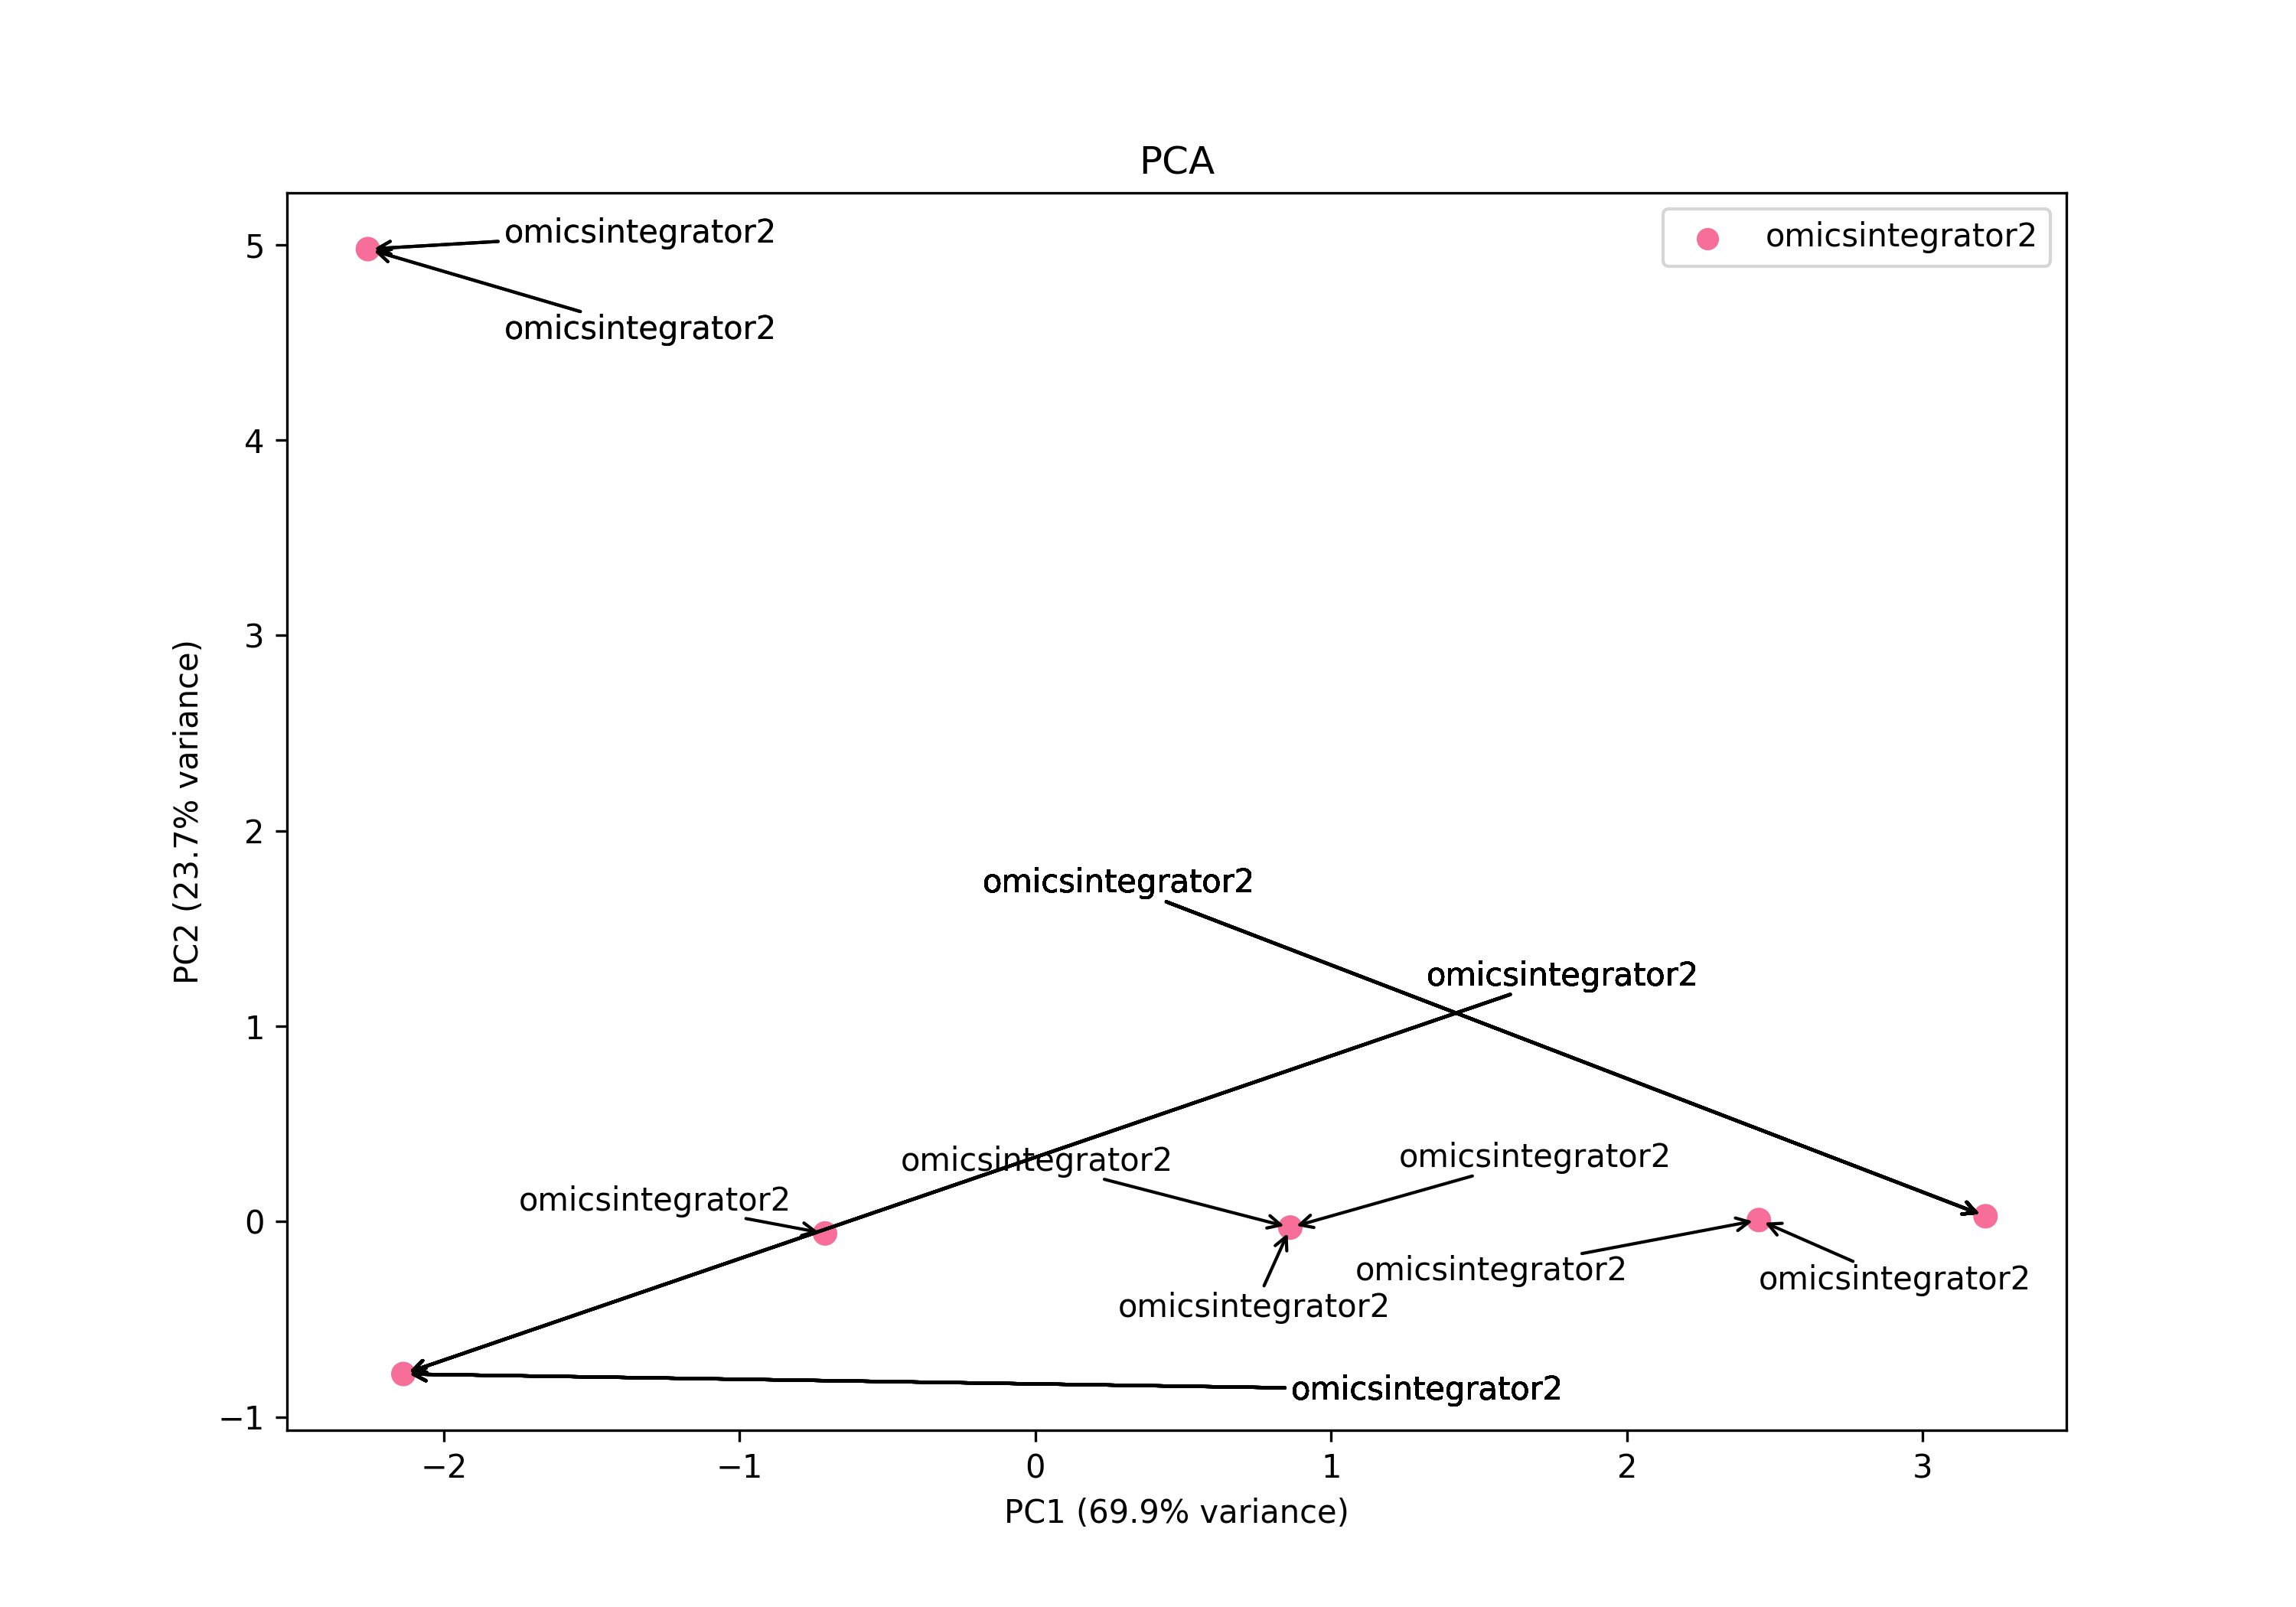 PCA
omicsintegrator2
omicsintegrator2
omicsintegrator2
5
4
3
2
1
0
−1
PC2 (23.7% variance)
omicsintegrator2
omicsintegrator2
omicsintegrator2
omicsintegrator2
omicsintegrator2
omicsintegrator2
omicsintegrator2
omicsintegrator2
omicsintegrator2
−2
−1
0
1
2
3
PC1 (69.9% variance)